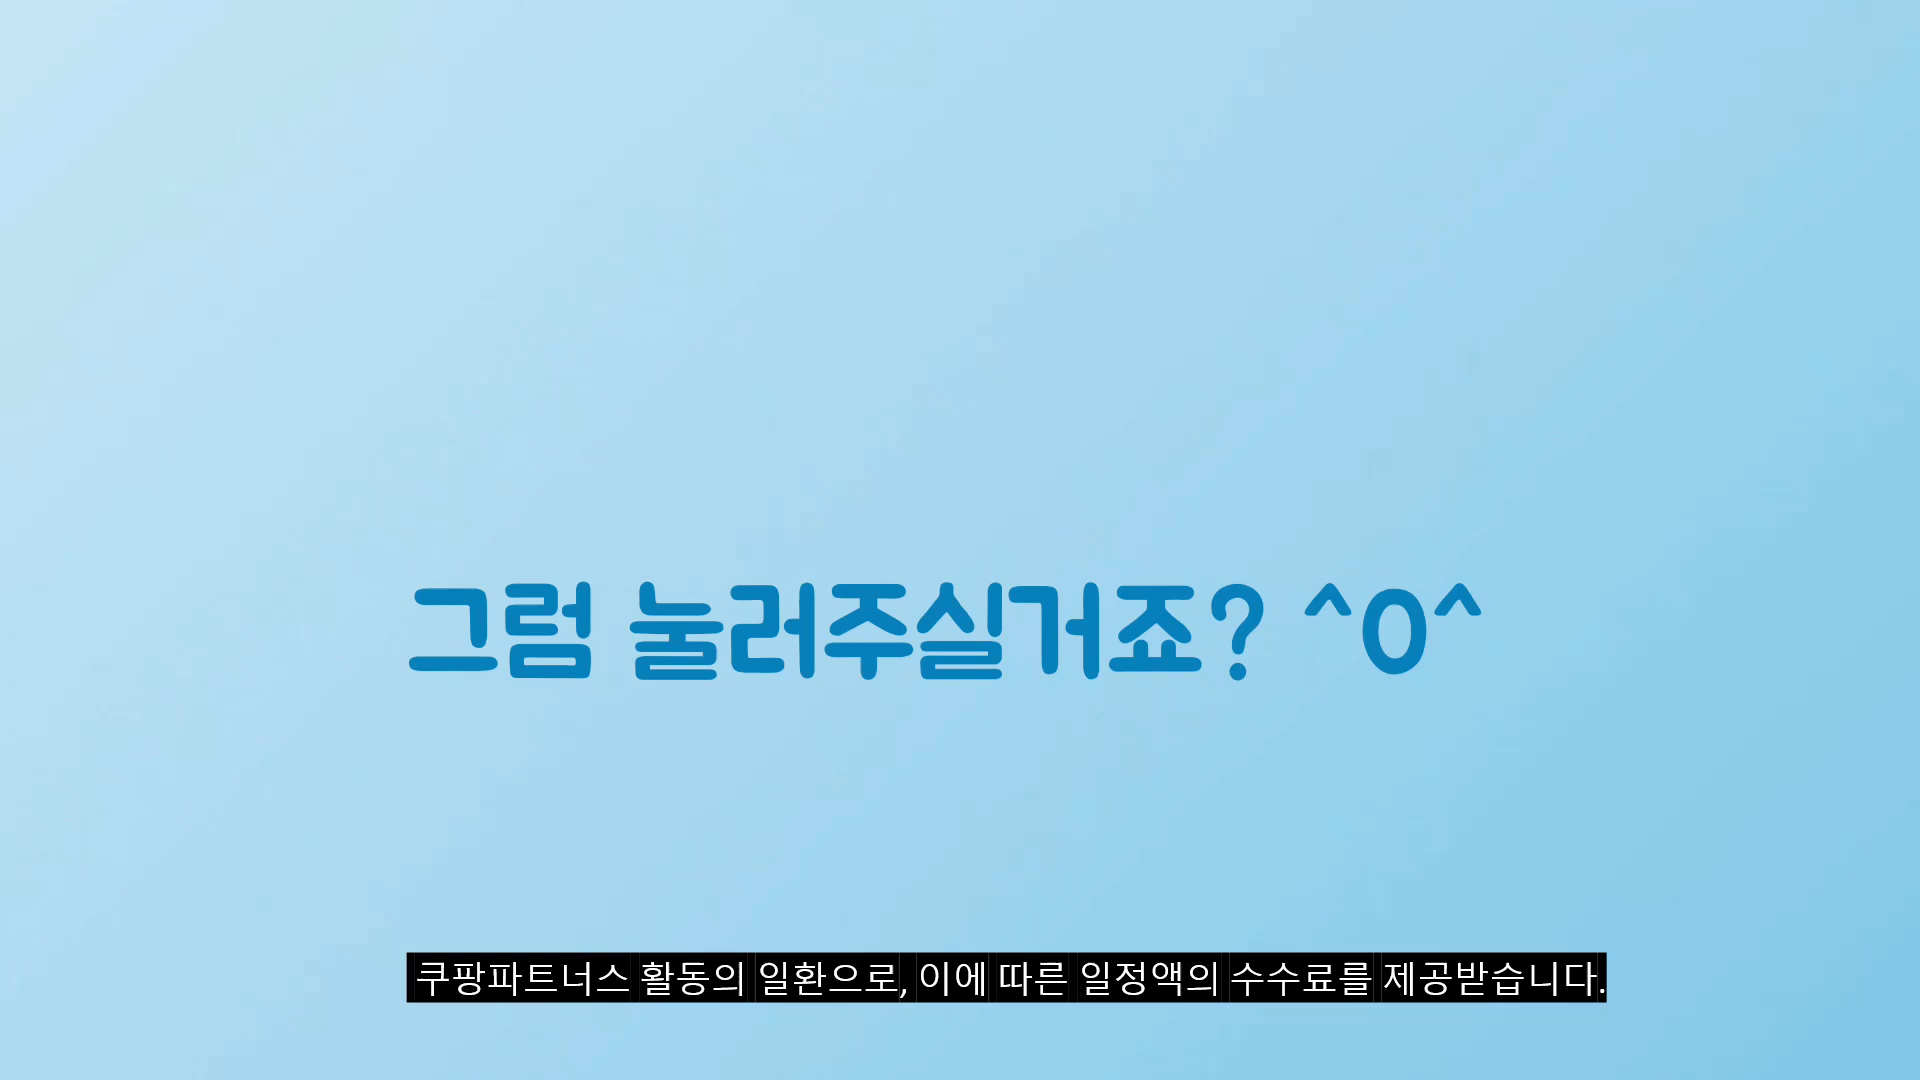 그럼 눌러주실거죠? ^0^
쿠팡파트너스 활동의 일환으로, 이에 따른 일정액의 수수료를 제공받습니다.